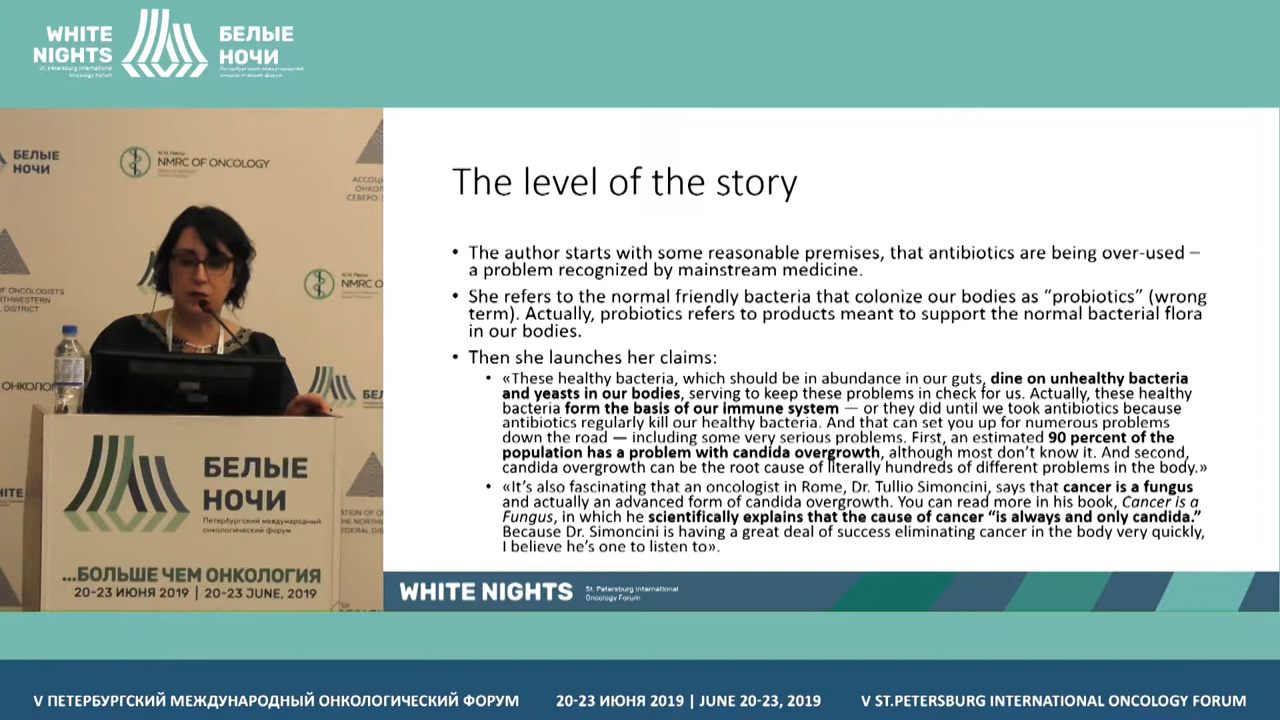 WHITE
NIGHTS
St. Petersburg International
Oncology Forum
БЕЛЫЕ
НОЧИ
Петербургский международный
онкологический форум
БЕЛЫЕ
НОЧИ
N.N. Petrov
NMRC OF ONCOLOGY
АССОЦ
ОНКОЛ
СЕВЕРО-З
OF ONCOLOGISTS
THWESTERN
DISTRICT
N.N. Petrov
NMRC O
ОНКОЛОГ
БЕЛ
НО
WHITE
БЕЛЫЕ
НОЧИ
Петербургский международный
онкологический форум
...БОЛЬШЕ ЧЕМ ОНКОЛОГИЯ
20-23 ИЮНЯ 2019 | 20-23 JUNE, 2019
The level of the story
• The author starts with some reasonable premises, that antibiotics are being over-used –
a problem recognized by mainstream medicine.
• She refers to the normal friendly bacteria that colonize our bodies as “probiotics” (wrong
term). Actually, probiotics refers to products meant to support the normal bacterial flora
in our bodies.
• Then she launches her claims:
• «These healthy bacteria, which should be in abundance in our guts, dine on unhealthy bacteria
and yeasts in our bodies, serving to keep these problems in check for us. Actually, these healthy
bacteria form the basis of our immune system — or they did until we took antibiotics because
antibiotics regularly kill our healthy bacteria. And that can set you up for numerous problems
down the road — including some very serious problems. First, an estimated 90 percent of the
population has a problem with candida overgrowth, although most don’t know it. And second,
candida overgrowth can be the root cause of literally hundreds of different problems in the body.»
• «It’s also fascinating that an oncologist in Rome, Dr. Tullio Simoncini, says that cancer is a fungus
and actually an advanced form of candida overgrowth. You can read more in his book, Cancer is a
Fungus, in which he scientifically explains that the cause of cancer “is always and only candida.”
Because Dr. Simoncini is having a great deal of success eliminating cancer in the body very quickly,
I believe he’s one to listen to».
WHITE NIGHTS
St. Petersburg International
Oncology Forum
V ПЕТЕРБУРГСКИЙ МЕЖДУНАРОДНЫЙ ОНКОЛОГИЧЕСКИЙ ФОРУМ
20-23 ИЮНЯ 2019 | JUNE 20-23, 2019
V ST.PETERSBURG INTERNATIONAL ONCOLOGY FORUM